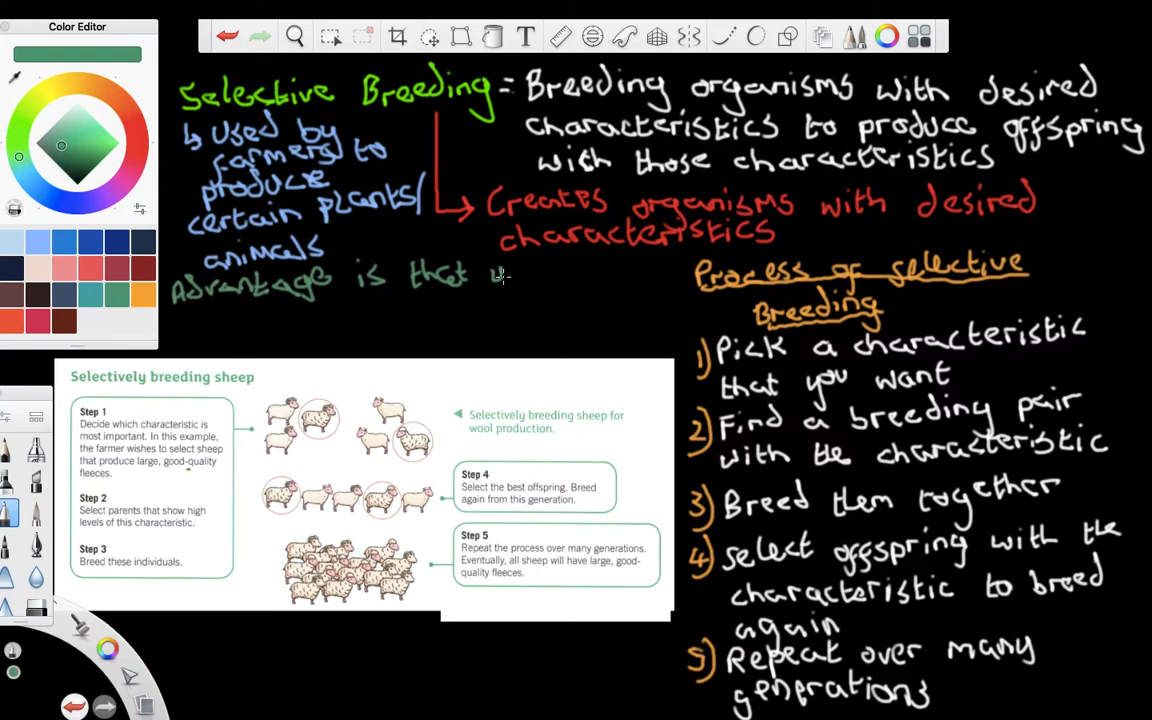 Color Editor
T
Selective Breeding = Breeding organisms with desired
characteristics to produce offspring
with those characteristics
↳ Used by
farmers to
produce
certain plants/
animals
Creates organisms with desired
characteristics
Advantage is that
Process of selective
Breeding
1) Pick a characteristic
that you want
2) Find a breeding pair
with the characteristic
3) Breed them together
4) Select offspring with the
characteristic to breed
again
5) Repeat over many
generations
Selectively breeding sheep
Step 1
Decide which characteristic is
most important. In this example,
the farmer wishes to select sheep
that produce large, good-quality
fleeces.
Step 2
Select parents that show high
levels of this characteristic.
Step 3
Breed these individuals.
◀ Selectively breeding sheep for
wool production.
Step 4
Select the best offspring. Breed
again from this generation.
Step 5
Repeat the process over many generations.
Eventually, all sheep will have large, good-
quality fleeces.